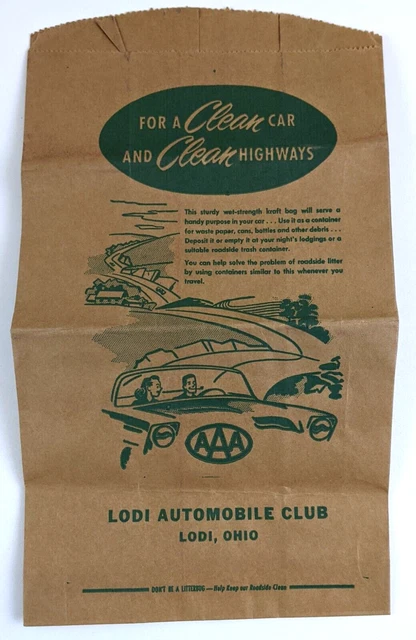 FOR A Clean CAR
AND Clean HIGHWAYS
This sturdy wet-strength kraft bag will serve a
handy purpose in your car . . . Use it as a container
for waste paper, cans, bottles and other debris . . .
Deposit it or empty it at your night's lodgings or a
suitable roadside trash container.
You can help solve the problem of roadside litter
by using containers similar to this whenever you
travel.
AAA
LODI AUTOMOBILE CLUB
LODI, OHIO
DON'T BE A LITTERBUG — Help Keep our Roadside Clean